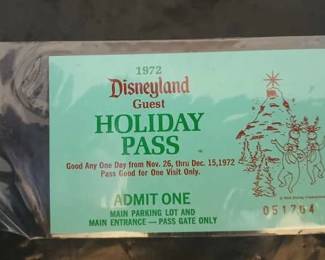 1972
Disneyland
Guest
HOLIDAY
PASS
Good Any One Day from Nov. 26, thru Dec. 15, 1972
Pass Good for One Visit Only.
ADMIT ONE
MAIN PARKING LOT AND
MAIN ENTRANCE — PASS GATE ONLY
051764